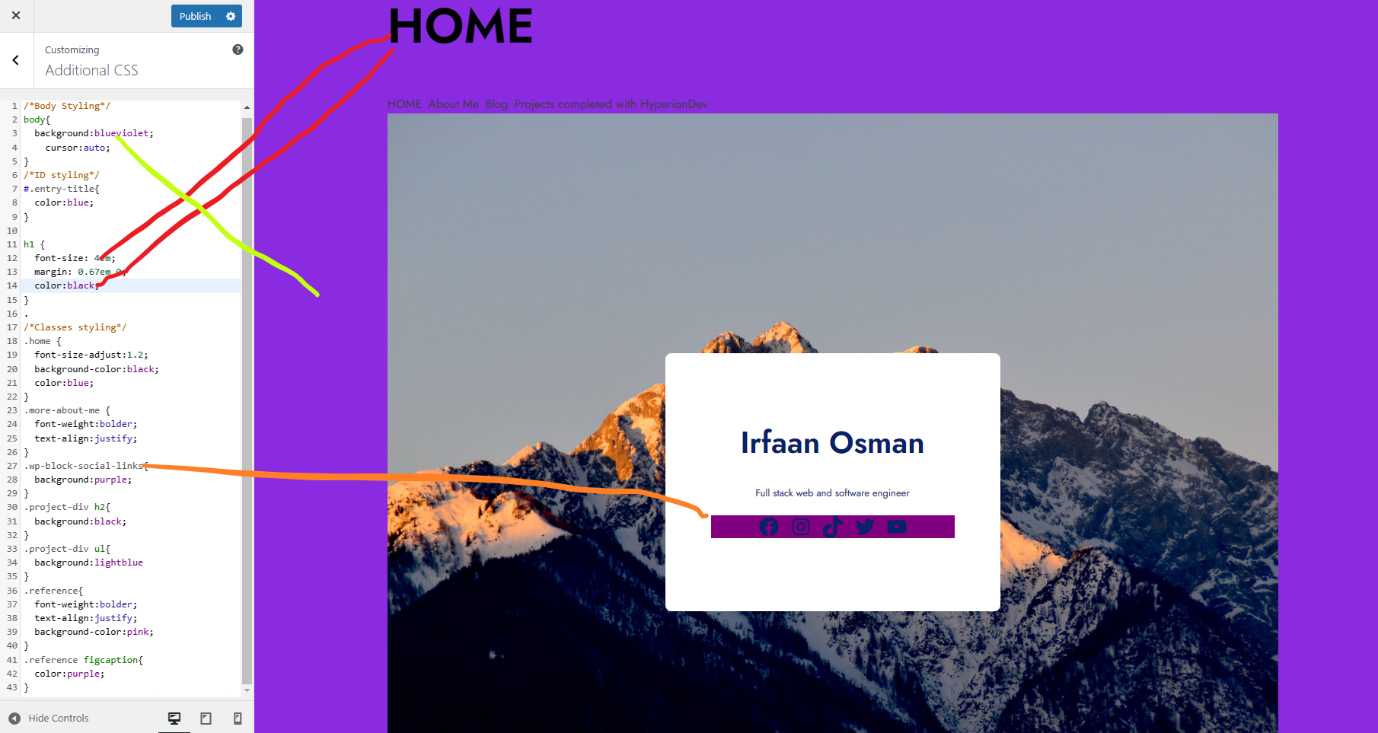 Publish
Customizing
Additional CSS
1 /*Body Styling*/
2 body{
3 background:blueviolet;
4 cursor:auto;
5 }
6 /*ID styling*/
7 #.entry-title{
8 color:blue;
9 }
10
11 h1 {
12 font-size: 4em;
13 margin: 0.67em 0;
14 color:black;
15 }
16 .
17 /*Classes styling*/
18 .home {
19 font-size-adjust:1.2;
20 background-color:black;
21 color:blue;
22 }
23 .more-about-me {
24 font-weight:bolder;
25 text-align:justify;
26 }
27 .wp-block-social-links{
28 background:purple;
29 }
30 .project-div h2{
31 background:black;
32 }
33 .project-div ul{
34 background:lightblue
35 }
36 .reference{
37 font-weight:bolder;
38 text-align:justify;
39 background-color:pink;
40 }
41 .reference figcaption{
42 color:purple;
43 }
Hide Controls
HOME
HOME About Me Blog Projects completed with HyperionDev
Irfaan Osman
Full stack web and software engineer